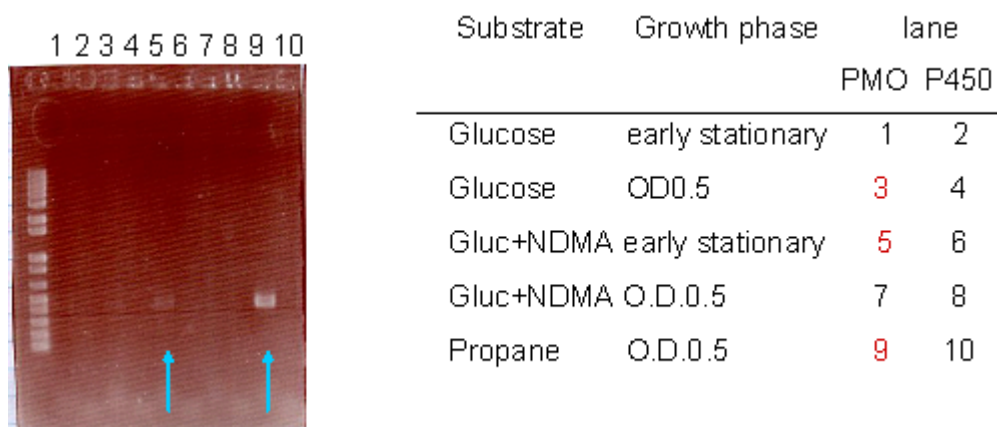 1 2 3 4 5 6 7 8 9 10
Substrate Growth phase lane
PMO P450
Glucose early stationary 1 2
Glucose OD0.5 3 4
Gluc+NDMA early stationary 5 6
Gluc+NDMA O.D.0.5 7 8
Propane O.D.0.5 9 10